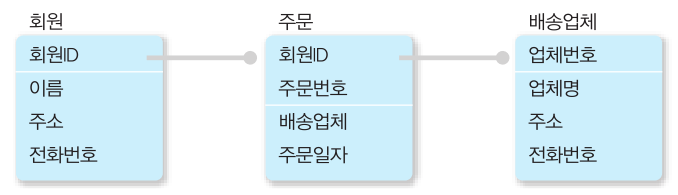 회원
회원ID
이름
주소
전화번호
주문
회원ID
주문번호
배송업체
주문일자
배송업체
업체번호
업체명
주소
전화번호